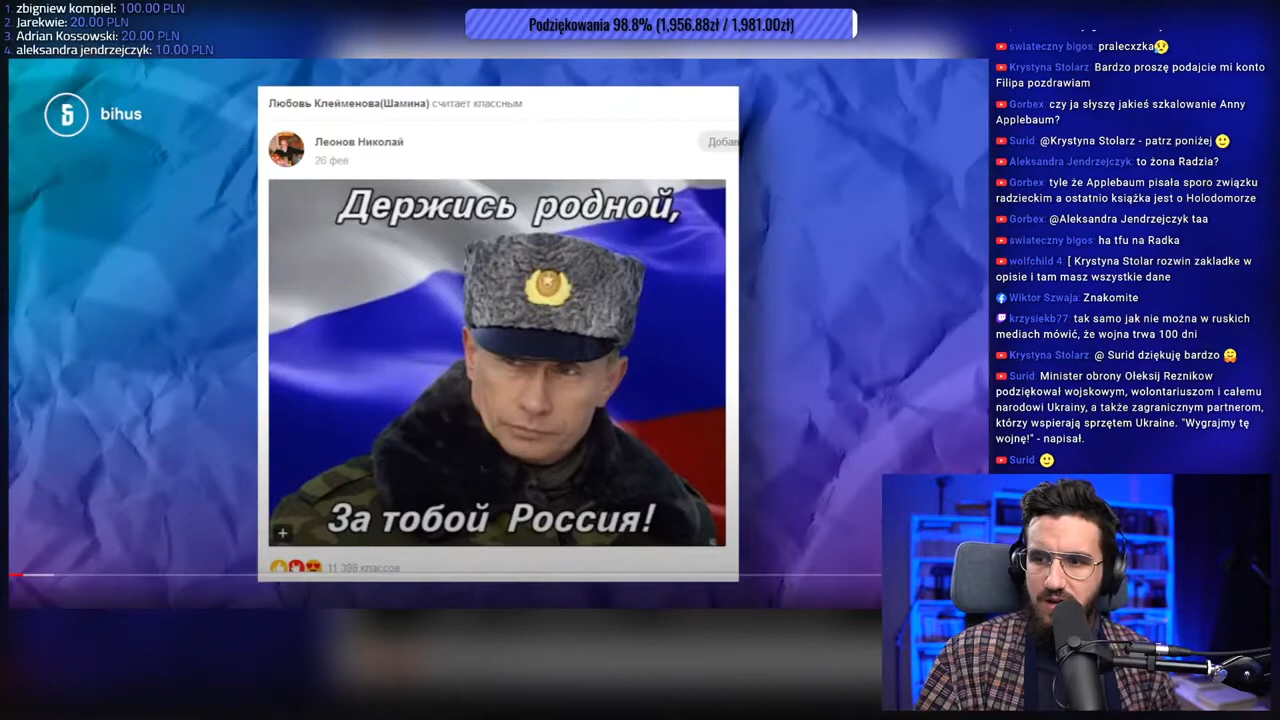 1. zbigniew kompiel: 100.00 PLN
2. Jarekwie: 20.00 PLN
3. Adrian Kossowski: 20.00 PLN
4. aleksandra jendrzejczyk: 10.00 PLN
Podziękowania 98.8% (1,956.88zł / 1,981.00zł)
bihus
Любовь Клейменова(Шамина) считает классным
Леонов Николай
26 фев
Добав
Держись родной,
За тобой Россия!
11 398 классов
swiateczny bigos: pralecxzka😢
Krystyna Stolarz: Bardzo proszę podajcie mi konto
Filipa pozdrawiam
Gorbex: czy ja słyszę jakieś szkalowanie Anny
Applebaum?
Surid: @Krystyna Stolarz - patrz poniżej 🙂
Aleksandra Jendrzejczyk: to żona Radzia?
Gorbex: tyle że Applebaum pisała sporo związku
radzieckim a ostatnio książka jest o Holodomorze
Gorbex: @Aleksandra Jendrzejczyk taa
swiateczny bigos: ha tfu na Radka
wolfchild 4: [ Krystyna Stolar rozwin zakladke w
opisie i tam masz wszystkie dane
Wiktor Szwaja: Znakomite
krzysiekb77: tak samo jak nie można w ruskich
mediach mówić, że wojna trwa 100 dni
Krystyna Stolarz: @ Surid dziękuję bardzo 🤗
Surid: Minister obrony Ołeksij Reznikow
podziękował wojskowym, wolontariuszom i całemu
narodowi Ukrainy, a także zagranicznym partnerom,
którzy wspierają sprzętem Ukraine. "Wygrajmy tę
wojnę!" - napisał.
Surid: 🙂